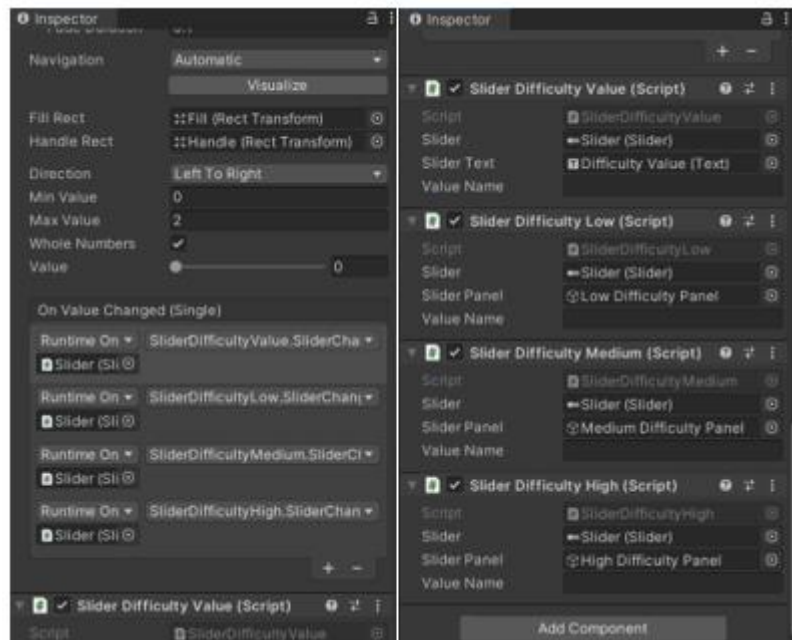 Inspector
Navigation Automatic
Visualize
Fill Rect Fill (Rect Transform)
Handle Rect Handle (Rect Transform)
Direction Left To Right
Min Value 0
Max Value 2
Whole Numbers
Value 0
On Value Changed (Single)
Runtime On SliderDifficultyValue.SliderCha
Slider (Sli
Runtime On SliderDifficultyLow.SliderChan
Slider (Sli
Runtime On SliderDifficultyMedium.SliderCl
Slider (Sli
Runtime On SliderDifficultyHigh.SliderChan
Slider (Sli
+ -
# Slider Difficulty Value (Script)
Script SliderDifficultyValue
Inspector
+ -
# Slider Difficulty Value (Script)
Script SliderDifficultyValue
Slider Slider (Slider)
Slider Text Difficulty Value (Text)
Value Name
# Slider Difficulty Low (Script)
Script SliderDifficultyLow
Slider Slider (Slider)
Slider Panel Low Difficulty Panel
Value Name
# Slider Difficulty Medium (Script)
Script SliderDifficultyMedium
Slider Slider (Slider)
Slider Panel Medium Difficulty Panel
Value Name
# Slider Difficulty High (Script)
Script SliderDifficultyHigh
Slider Slider (Slider)
Slider Panel High Difficulty Panel
Value Name
Add Component